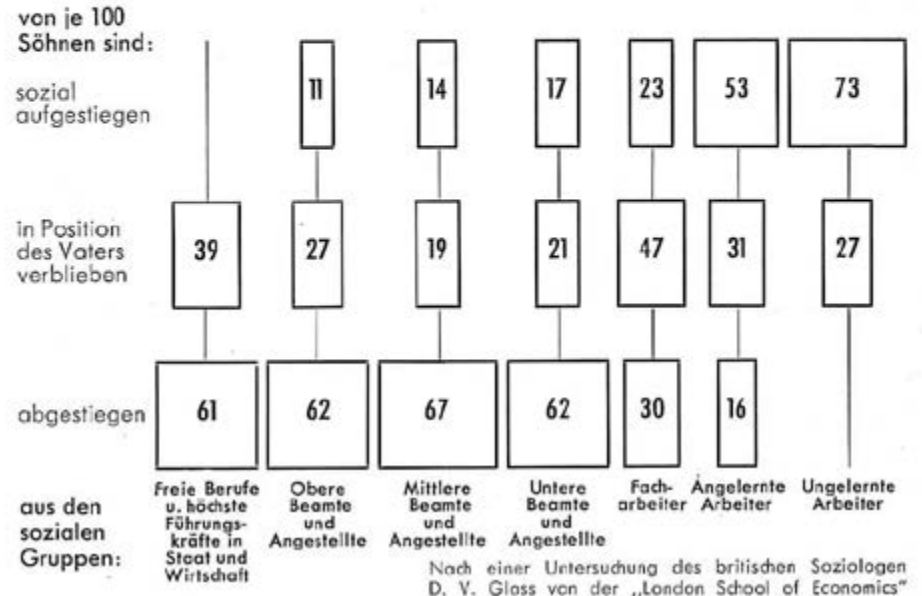 von je 100
Söhnen sind:
sozial
aufgestiegen
11 14 17 23 53 73
in Position
des Vaters
verblieben
39 27 19 21 47 31 27
abgestiegen
61 62 67 62 30 16
aus den
sozialen
Gruppen:
Freie Berufe
u. höchste
Führungs-
kräfte in
Staat und
Wirtschaft
Obere
Beamte
und
Angestellte
Mittlere
Beamte
und
Angestellte
Untere
Beamte
und
Angestellte
Fach-
arbeiter
Angelernte
Arbeiter
Ungelernte
Arbeiter
Nach einer Untersuchung des britischen Soziologen
D. V. Glass von der „London School of Economics"